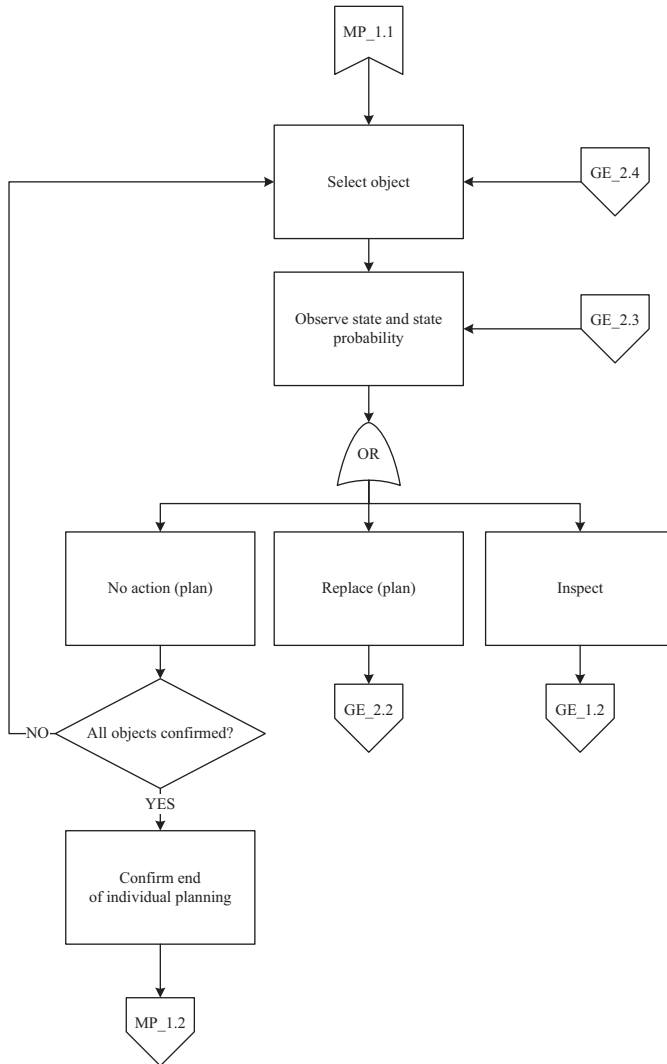 MP_1.1
Select object
GE_2.4
Observe state and state
probability
GE_2.3
OR
No action (plan)
Replace (plan)
Inspect
GE_2.2
GE_1.2
NO
All objects confirmed?
YES
Confirm end
of individual planning
MP_1.2